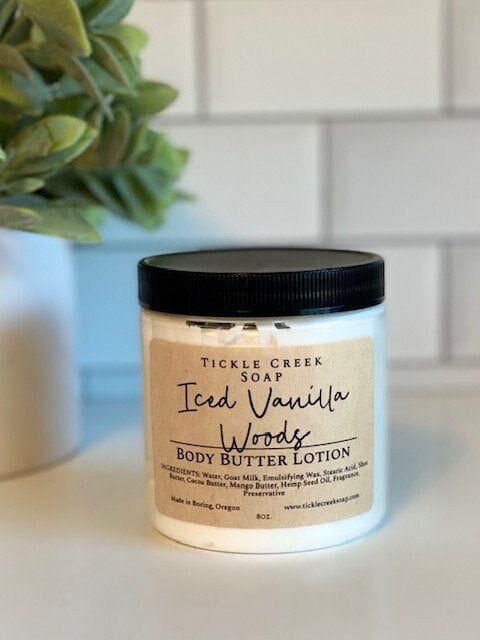 TICKLE CREEK
SOAP
Iced Vanilla
Woods
BODY BUTTER LOTION
INGREDIENTS: Water, Goat Milk, Emulsifying Wax, Stearic Acid, Shea
Butter, Cocoa Butter, Mango Butter, Hemp Seed Oil, Fragrance,
Preservative
Made in Boring, Oregon www.ticklecreeksoap.com
8OZ.